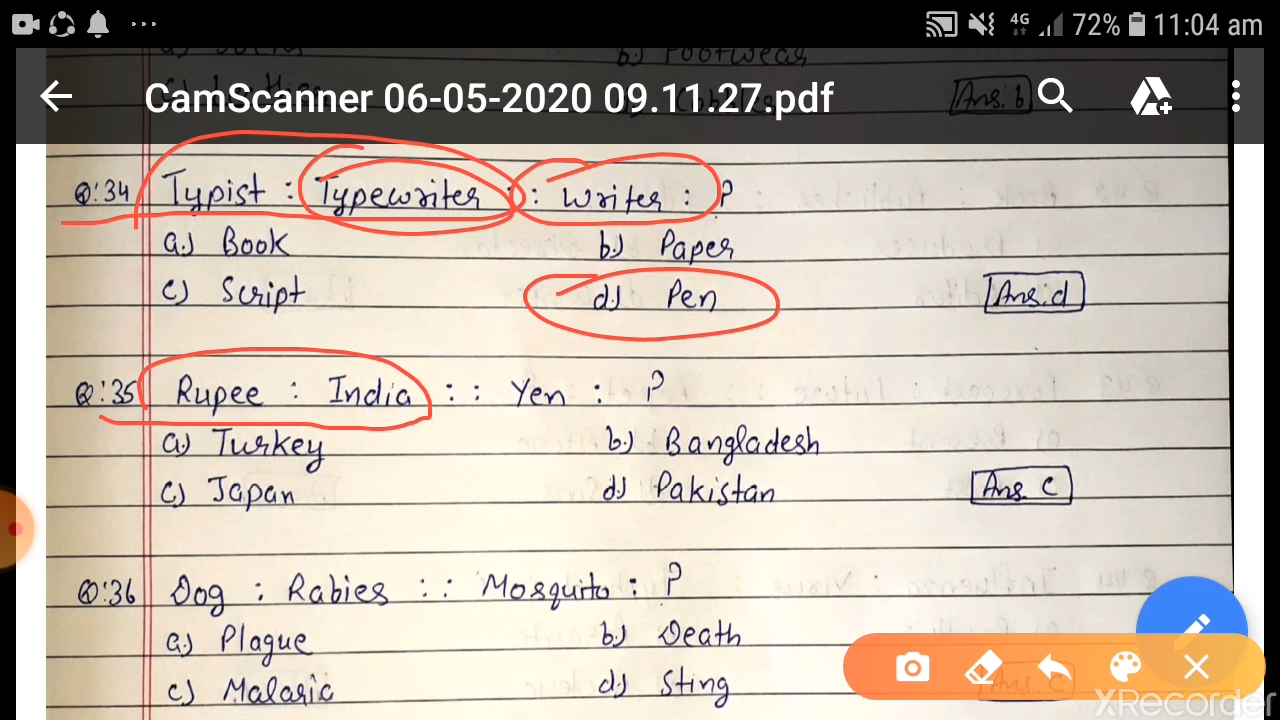 ... 4G 72% 11:04 am
b) Footwear
CamScanner 06-05-2020 09.11.27.pdf
Ans. b
Q:34 Typist : Typewriter :: Writer : ?
a.) Book b.) Paper
c) Script d.) Pen Ans. d
Q:35 Rupee : India :: Yen : ?
a.) Turkey b.) Bangladesh
c.) Japan d.) Pakistan Ans. c
Q:36 Dog : Rabies :: Mosquito : ?
a.) Plague b.) Death
c.) Malaria d.) Sting Ans. c
XRecorder